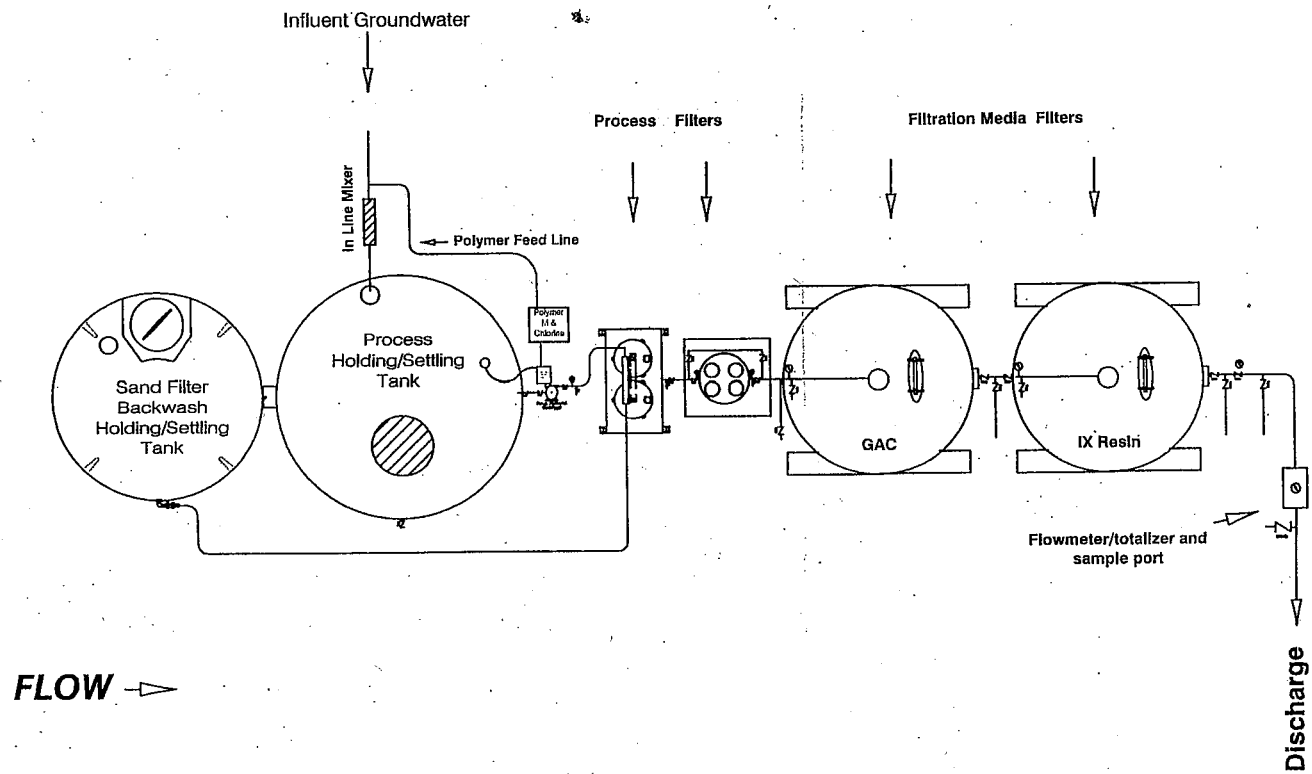 Influent Groundwater
Process Filters
Filtration Media Filters
In Line Mixer
Polymer Feed Line
Polymer
M &
Chlorine
Process
Holding/Settling
Tank
Sand Filter
Backwash
Holding/Settling
Tank
GAC
IX Resin
Flowmeter/totalizer and
sample port
FLOW
Discharge